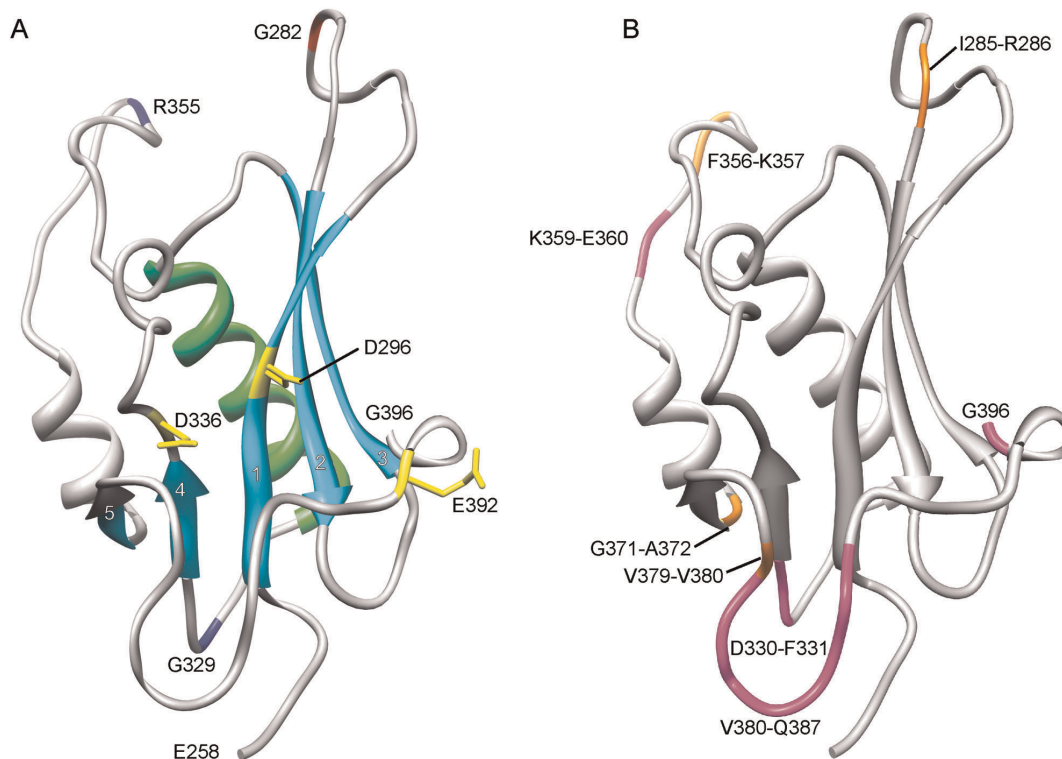 A
G282
R355
D296
D336
G396
1
2
3
4
5
E392
G329
E258
B
I285-R286
F356-K357
K359-E360
G396
G371-A372
V379-V380
D330-F331
V380-Q387